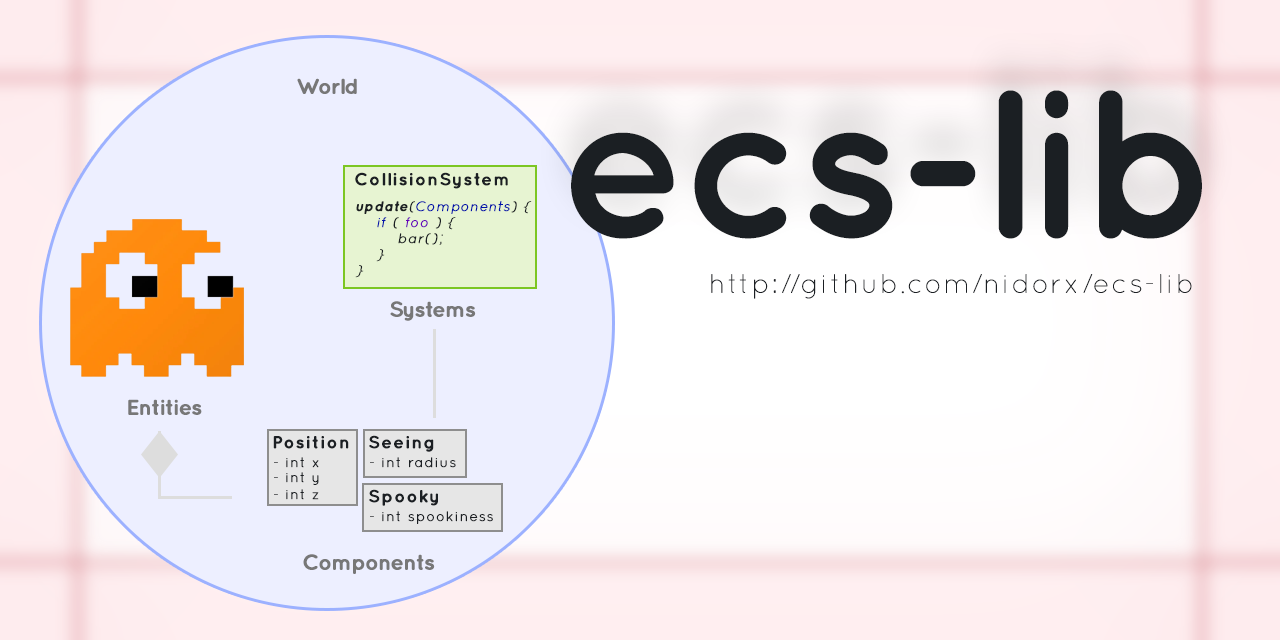 World
CollisionSystem
update(Components) {
if ( foo ) {
bar();
}
}
Systems
Entities
Position
- int x
- int y
- int z
Seeing
- int radius
Spooky
- int spookiness
Components
ecs-lib
http://github.com/nidorx/ecs-lib